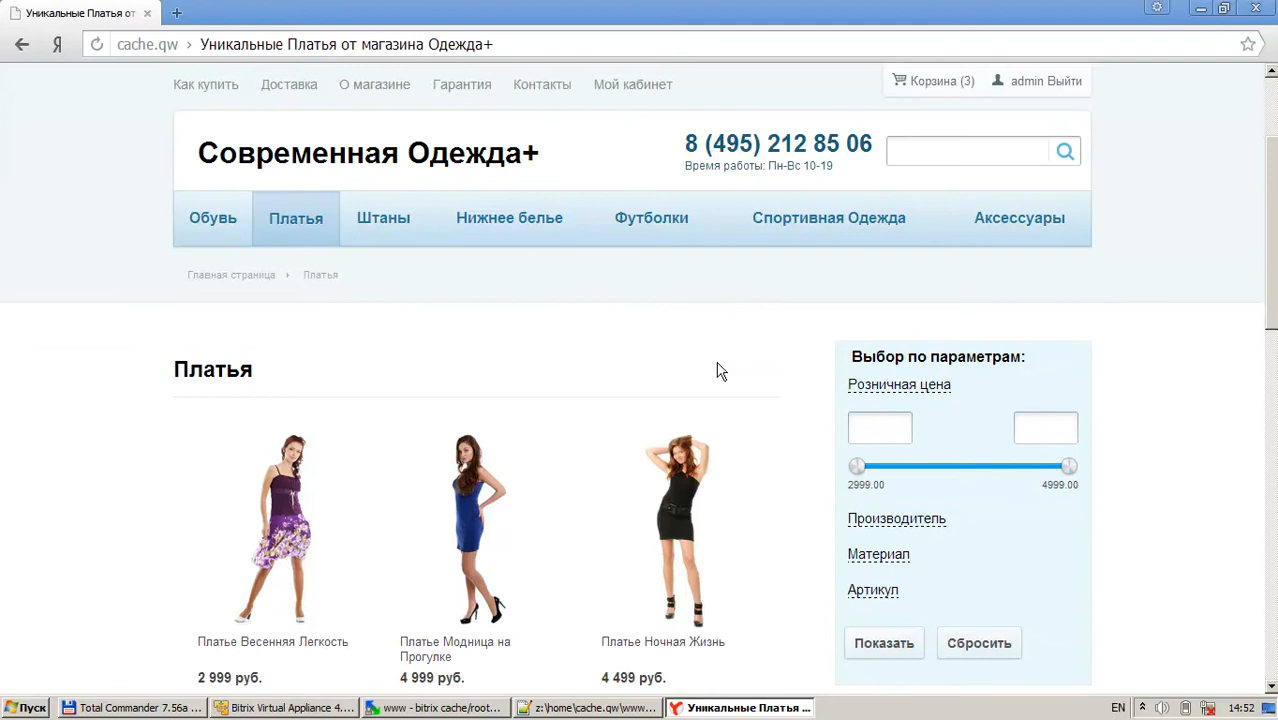 Уникальные Платья от
cache.qw › Уникальные Платья от магазина Одежда+
Как купить Доставка О магазине Гарантия Контакты Мой кабинет
Корзина (3) admin Выйти
Современная Одежда+
8 (495) 212 85 06
Время работы: Пн-Вс 10-19
Обувь Платья Штаны Нижнее белье Футболки Спортивная Одежда Аксессуары
Главная страница Платья
Платья
Платье Весенняя Легкость
2 999 руб.
Платье Модница на
Прогулке
4 999 руб.
Платье Ночная Жизнь
4 499 руб.
Выбор по параметрам:
Розничная цена
2999.00 4999.00
Производитель
Материал
Артикул
Показать Сбросить
Пуск Total Commander 7.56a ... Bitrix Virtual Appliance 4.... www - bitrix cache/root... z:\home\cache.qw\www... Уникальные Платья ... EN 14:52